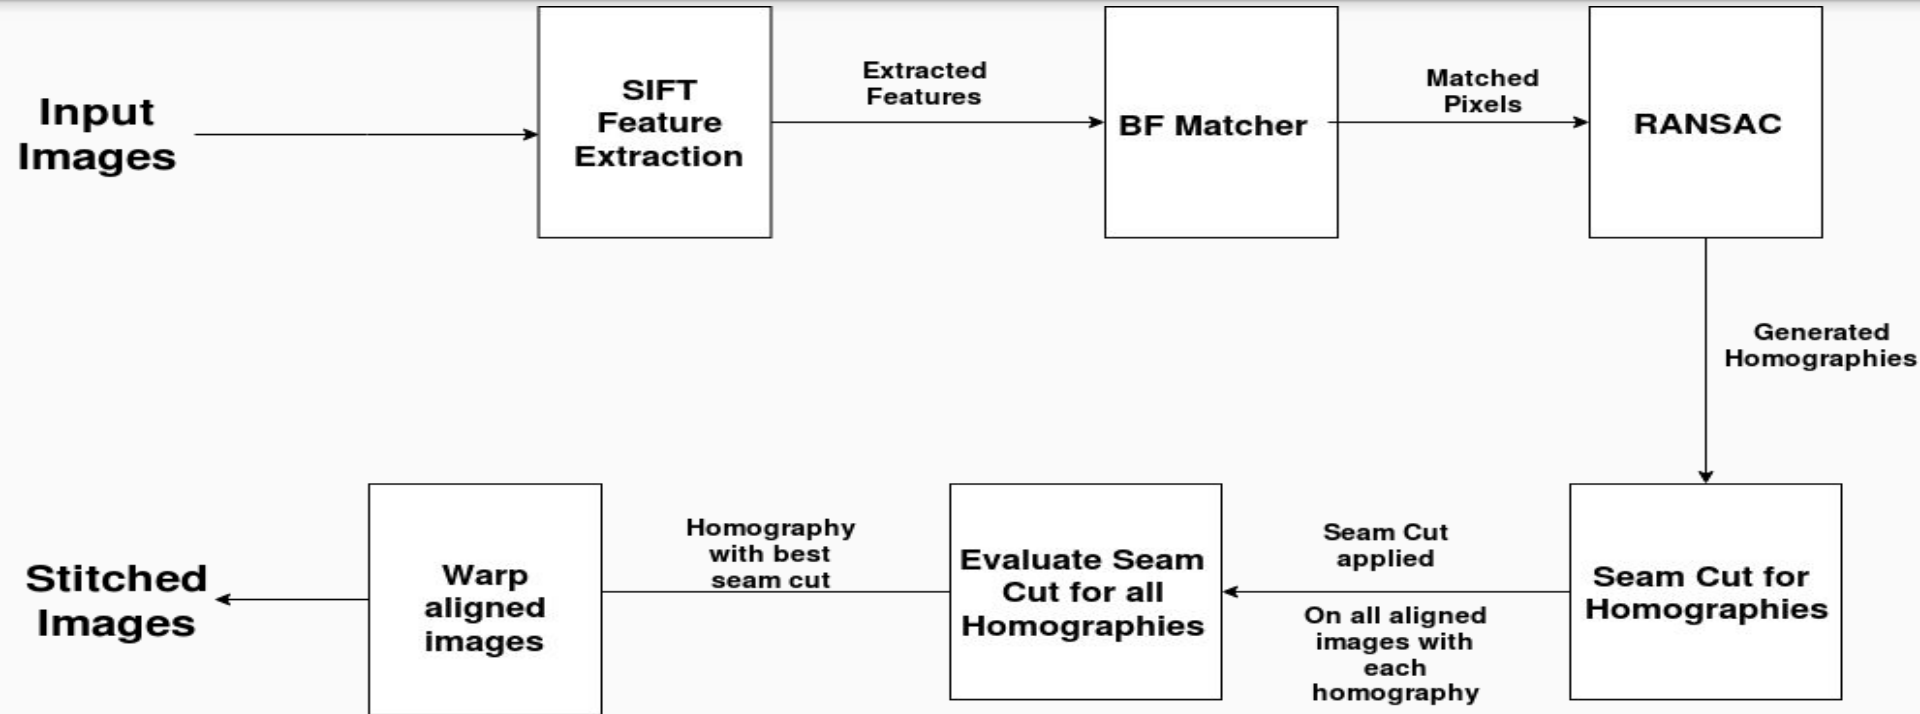 Input
Images
SIFT
Feature
Extraction
Extracted
Features
BF Matcher
Matched
Pixels
RANSAC
Generated
Homographies
Seam Cut for
Homographies
Seam Cut
applied
On all aligned
images with
each
homography
Evaluate Seam
Cut for all
Homographies
Homography
with best
seam cut
Warp
aligned
images
Stitched
Images